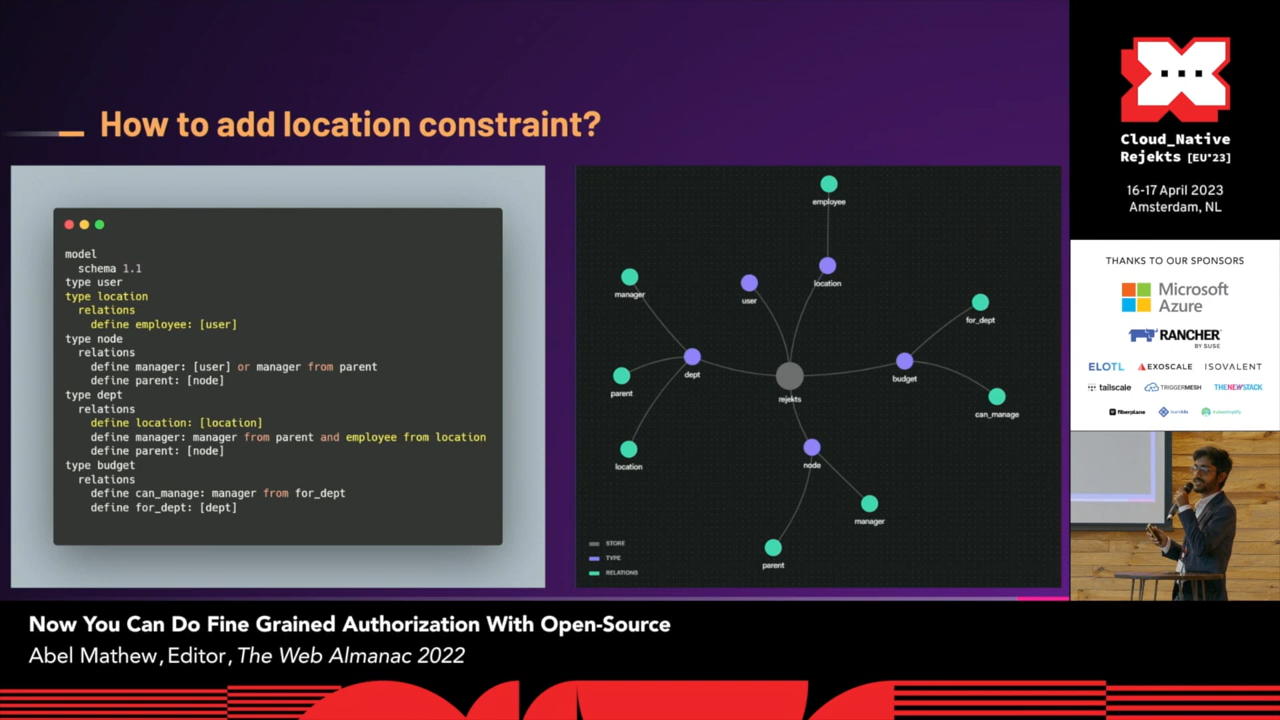 How to add location constraint?
model
schema 1.1
type user
type location
relations
define employee: [user]
type node
relations
define manager: [user] or manager from parent
define parent: [node]
type dept
relations
define location: [location]
define manager: manager from parent and employee from location
define parent: [node]
type budget
relations
define can_manage: manager from for_dept
define for_dept: [dept]
employee
location
user
manager
dept
parent
location
rejekts
for_dept
budget
can_manage
node
manager
parent
STORE
TYPE
RELATIONS
Cloud_Native
Rejekts [EU'23]
16-17 April 2023
Amsterdam, NL
THANKS TO OUR SPONSORS
Microsoft
Azure
RANCHER
BY SUSE
ELOTL
EXOSCALE
ISOVALENT
tailscale
TRIGGERMESH
THENEWSTACK
fiberplane
Now You Can Do Fine Grained Authorization With Open-Source
Abel Mathew, Editor, The Web Almanac 2022